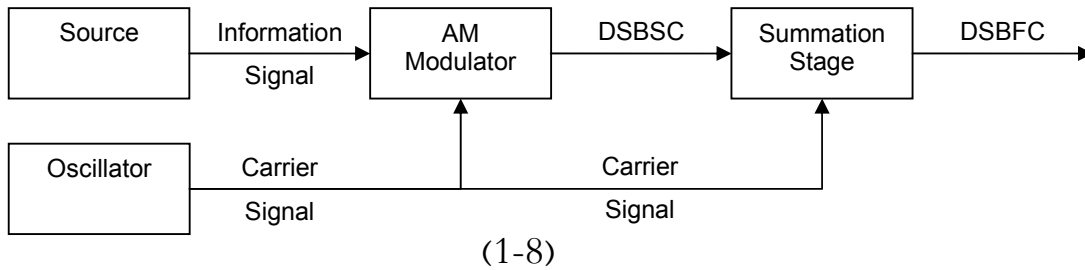 Source
Information
Signal
AM
Modulator
DSBSC
Summation
Stage
DSBFC
Oscillator
Carrier
Signal
Carrier
Signal
(1-8)